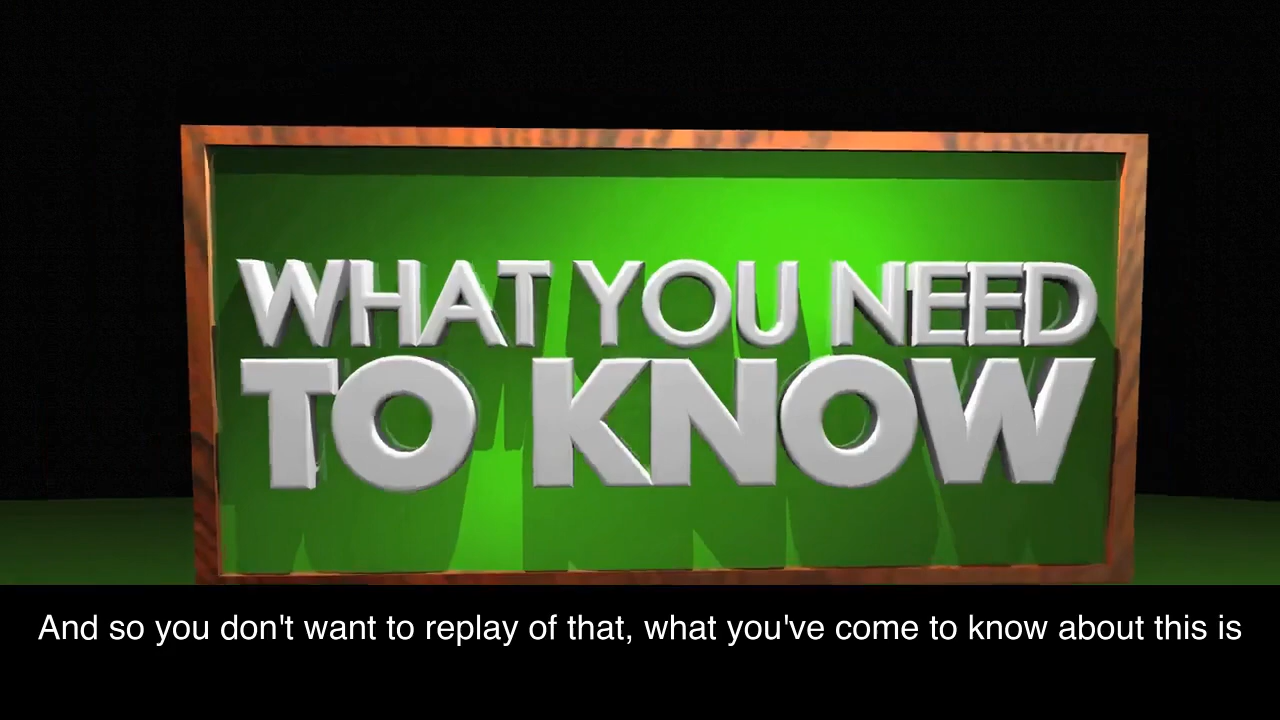 WHAT YOU NEED
TO KNOW
And so you don't want to replay of that, what you've come to know about this is